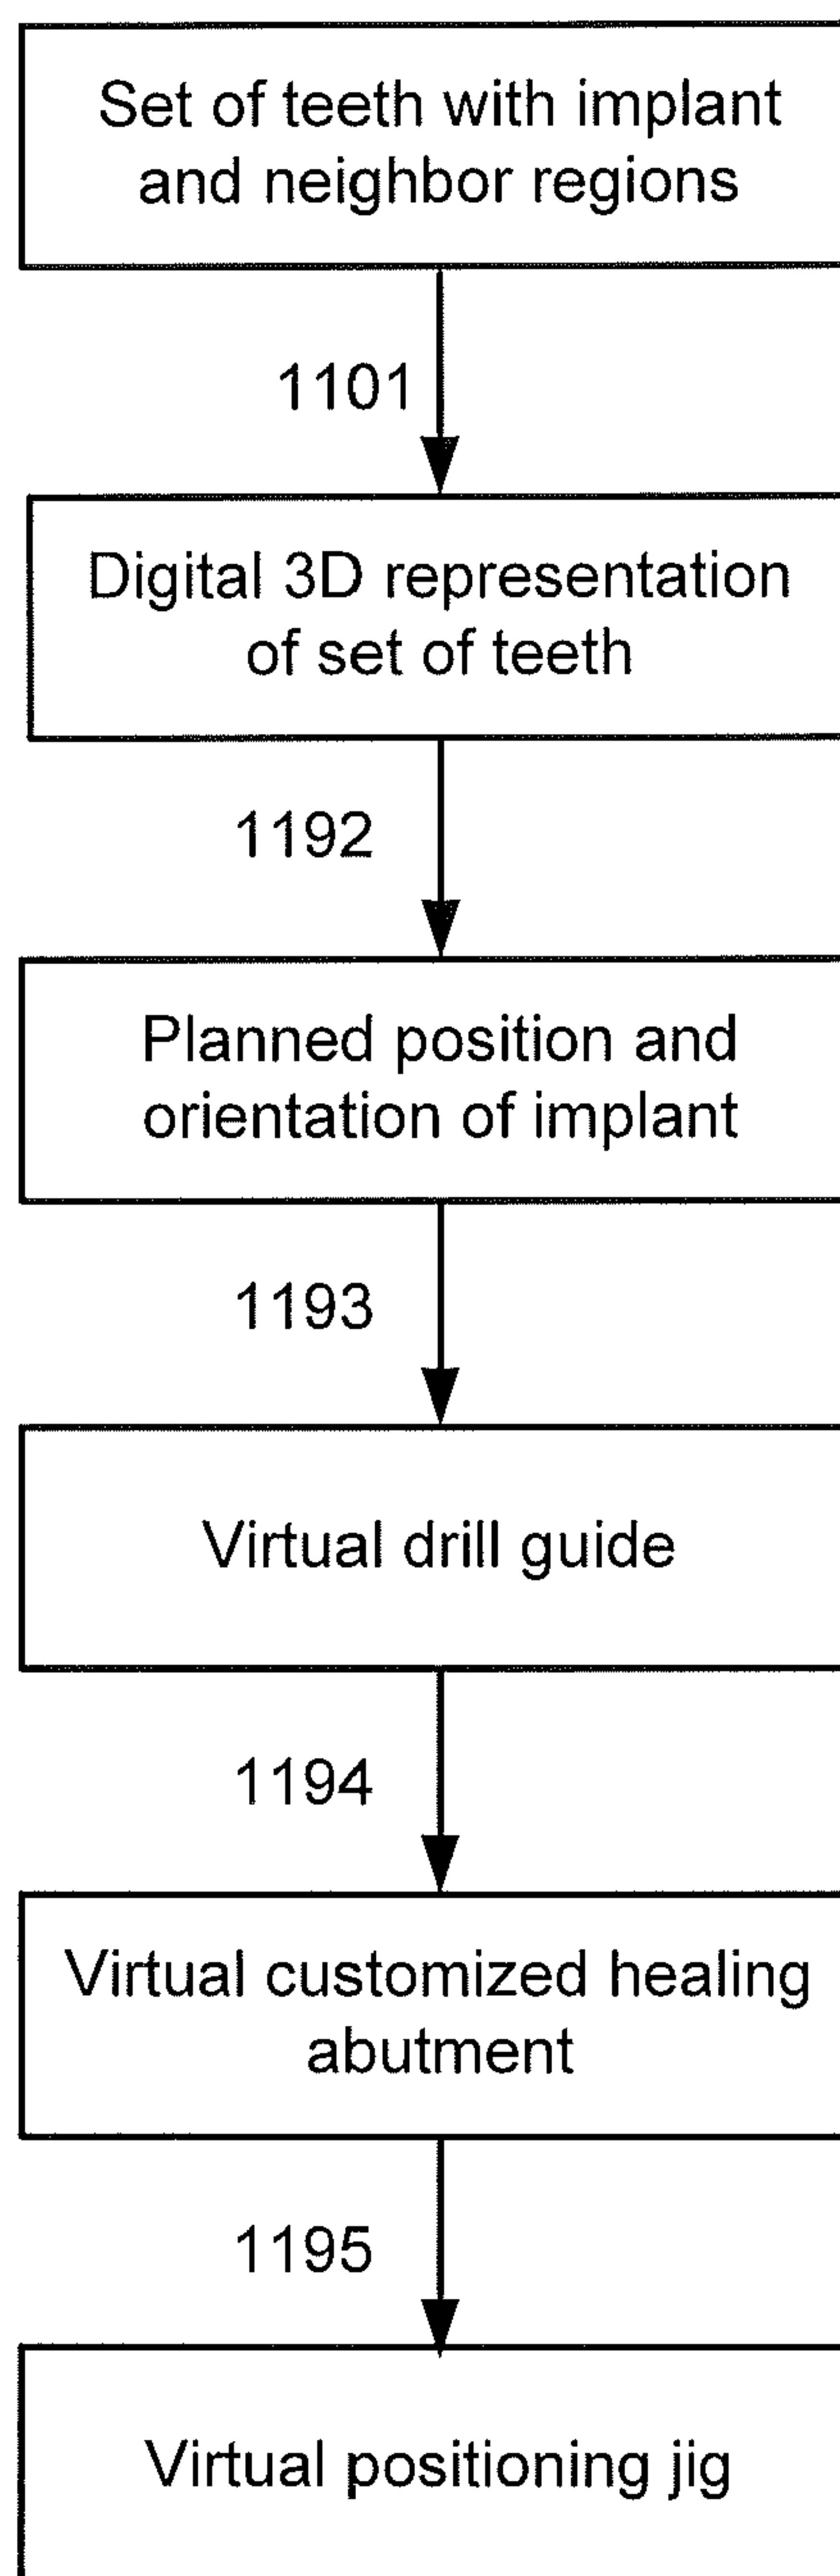 Set of teeth with implant
and neighbor regions
1101
Digital 3D representation
of set of teeth
1192
Planned position and
orientation of implant
1193
Virtual drill guide
1194
Virtual customized healing
abutment
1195
Virtual positioning jig